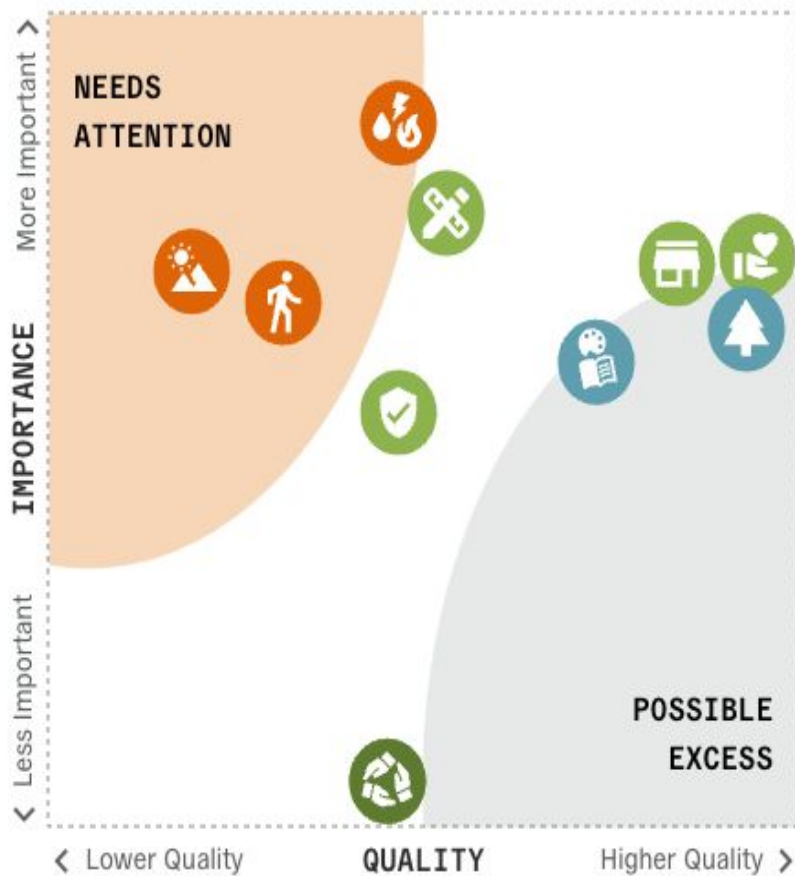 NEEDS
ATTENTION
More Important
IMPORTANCE
Less Important
POSSIBLE
EXCESS
Lower Quality
QUALITY
Higher Quality